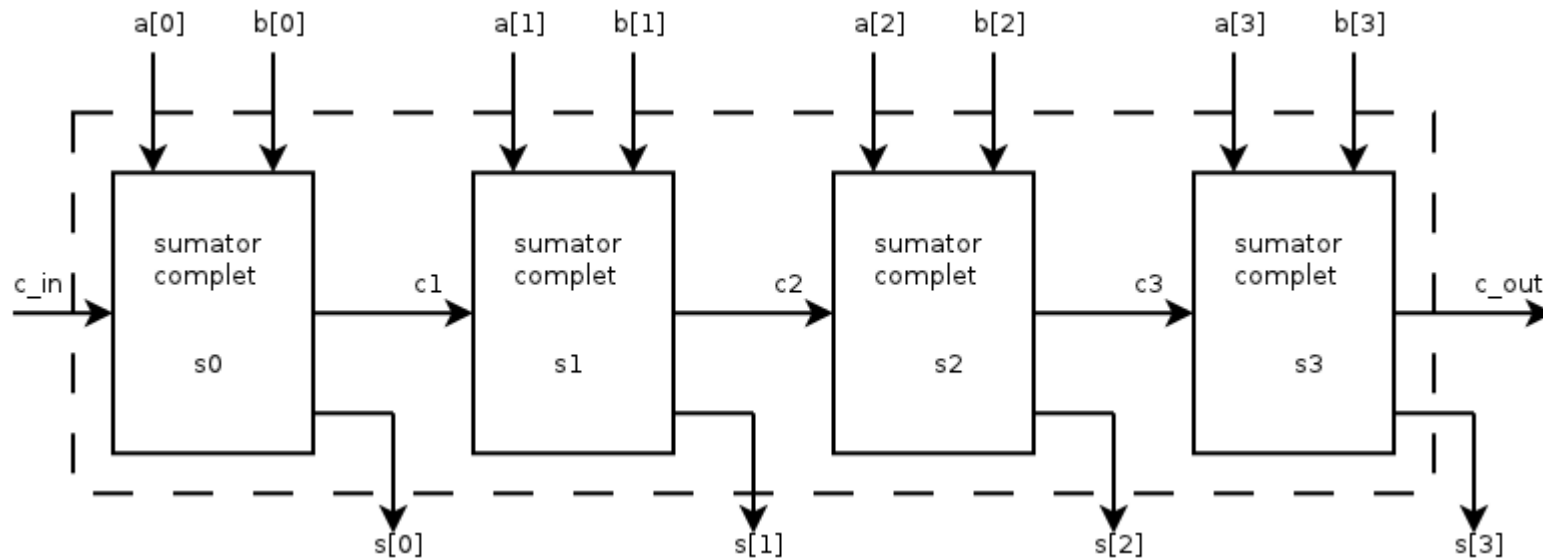 a[0] b[0] a[1] b[1] a[2] b[2] a[3] b[3]
sumator
complet
s0
sumator
complet
s1
sumator
complet
s2
sumator
complet
s3
c_in c1 c2 c3 c_out
s[0] s[1] s[2] s[3]